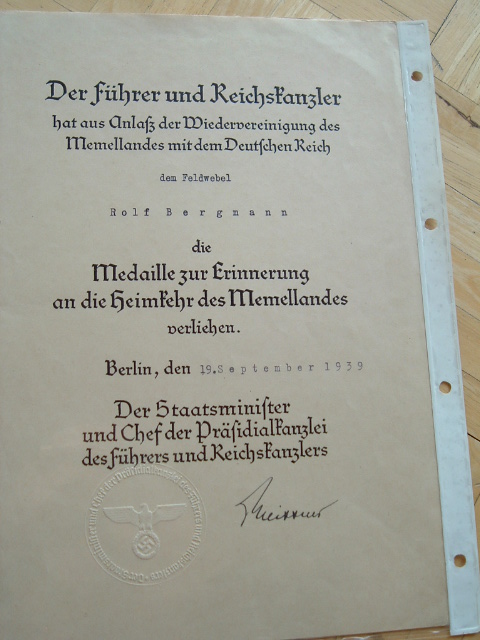 Der Führer und Reichskanzler
hat aus Anlaß der Wiedervereinigung des
Memellandes mit dem Deutschen Reich
dem Feldwebel
Rolf Bergmann
die
Medaille zur Erinnerung
an die Heimkehr des Memellandes
verliehen.
Berlin, den 19.September 1939
Der Staatsminister
und Chef der Präsidialkanzlei
des Führers und Reichskanzlers
Meissner